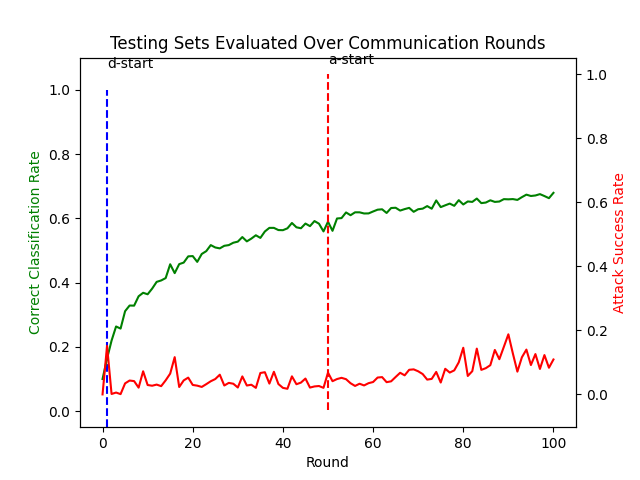 Testing Sets Evaluated Over Communication Rounds
d-start
a-start
Correct Classification Rate
1.0
0.8
0.6
0.4
0.2
0.0
1.0
0.8
0.6
0.4
0.2
0.0
Attack Success Rate
0 20 40 60 80 100
Round